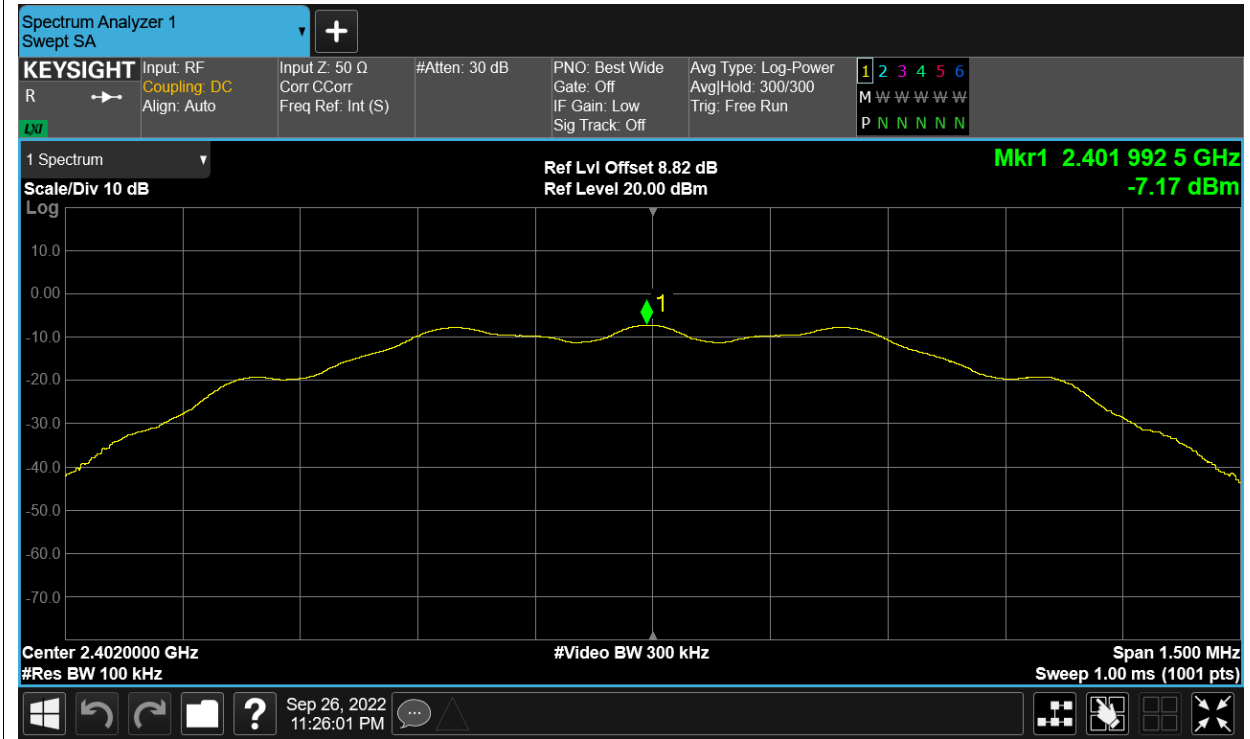 Spectrum Analyzer 1
Swept SA
+
KEYSIGHT
R
LXI
Input: RF
Coupling: DC
Align: Auto
Input Z: 50 Ω
Corr CCorr
Freq Ref: Int (S)
#Atten: 30 dB
PNO: Best Wide
Gate: Off
IF Gain: Low
Sig Track: Off
Avg Type: Log-Power
Avg|Hold: 300/300
Trig: Free Run
1 2 3 4 5 6
M W W W W W W
P N N N N N N
1 Spectrum
Scale/Div 10 dB
Log
Ref Lvl Offset 8.82 dB
Ref Level 20.00 dBm
Mkr1 2.401 992 5 GHz
-7.17 dBm
10.0
0.00
1
-10.0
-20.0
-30.0
-40.0
-50.0
-60.0
-70.0
Center 2.4020000 GHz
#Res BW 100 kHz
#Video BW 300 kHz
Span 1.500 MHz
Sweep 1.00 ms (1001 pts)
?
Sep 26, 2022
11:26:01 PM